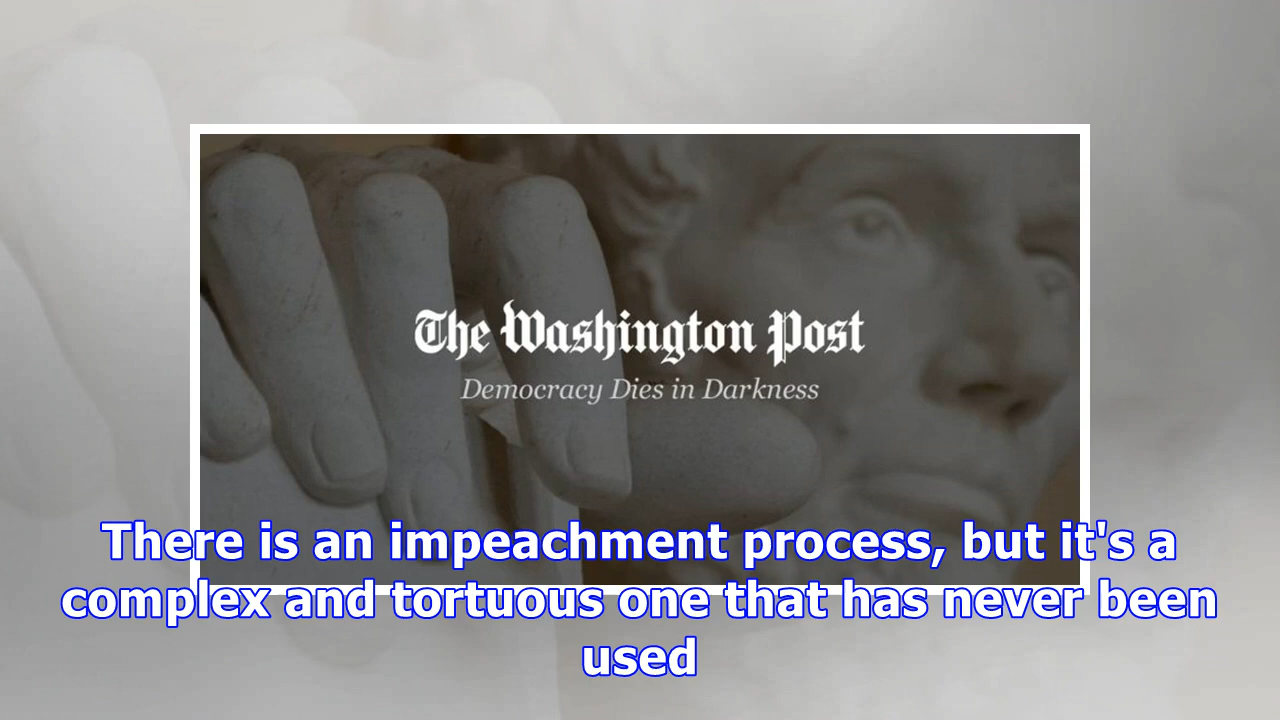 The Washington Post
Democracy Dies in Darkness
There is an impeachment process, but it's a
complex and tortuous one that has never been
used